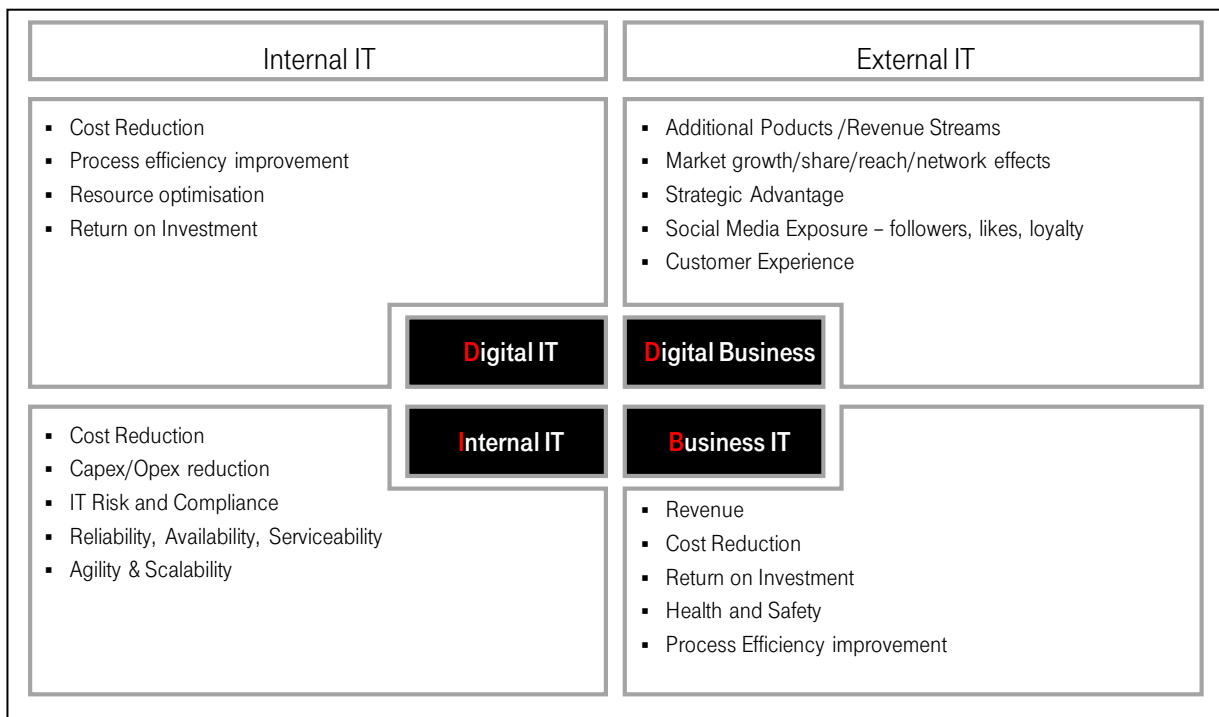 Internal IT
External IT
▪ Cost Reduction
▪ Process efficiency improvement
▪ Resource optimisation
▪ Return on Investment
▪ Additional Poducts /Revenue Streams
▪ Market growth/share/reach/network effects
▪ Strategic Advantage
▪ Social Media Exposure – followers, likes, loyalty
▪ Customer Experience
Digital IT
Digital Business
Internal IT
Business IT
▪ Cost Reduction
▪ Capex/Opex reduction
▪ IT Risk and Compliance
▪ Reliability, Availability, Serviceability
▪ Agility & Scalability
▪ Revenue
▪ Cost Reduction
▪ Return on Investment
▪ Health and Safety
▪ Process Efficiency improvement